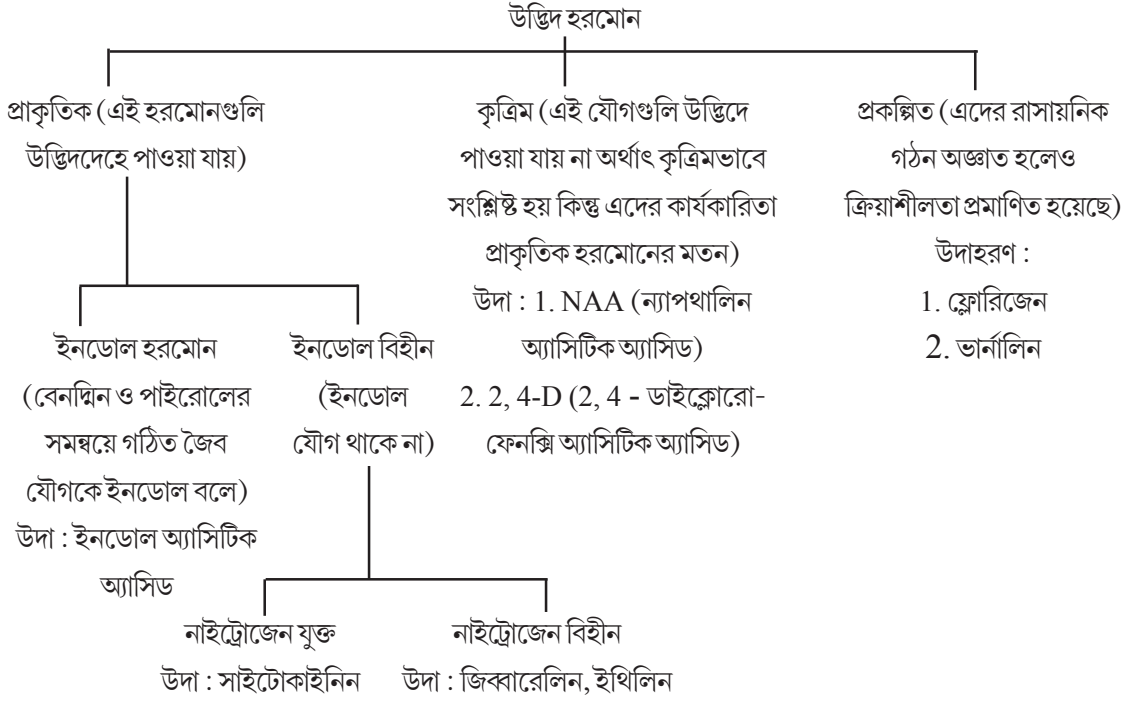 উদ্ভিদ হরমোন
প্রাকৃতিক (এই হরমোনগুলি
উদ্ভিদদেহে পাওয়া যায়)
কৃত্রিম (এই যৌগগুলি উদ্ভিদে
পাওয়া যায় না অর্থাৎ কৃত্রিমভাবে
সংশ্লিষ্ট হয় কিন্তু এদের কার্যকারিতা
প্রাকৃতিক হরমোনের মতন)
উদা : 1. NAA (ন্যাপথালিন
অ্যাসিটিক অ্যাসিড)
2. 2, 4-D (2, 4 - ডাইক্লোরো-
ফেনক্সি অ্যাসিটিক অ্যাসিড)
প্রকল্পিত (এদের রাসায়নিক
গঠন অজ্ঞাত হলেও
ক্রিয়াশীলতা প্রমাণিত হয়েছে)
উদাহরণ :
1. ফ্লোরিজেন
2. ভার্নালিন
ইনডোল হরমোন
(বেনদ্মিন ও পাইরোলের
সমন্বয়ে গঠিত জৈব
যৌগকে ইনডোল বলে)
উদা : ইনডোল অ্যাসিটিক
অ্যাসিড
ইনডোল বিহীন
(ইনডোল
যৌগ থাকে না)
নাইট্রোজেন যুক্ত
উদা : সাইটোকাইনিন
নাইট্রোজেন বিহীন
উদা : জিব্বারেলিন, ইথিলিন